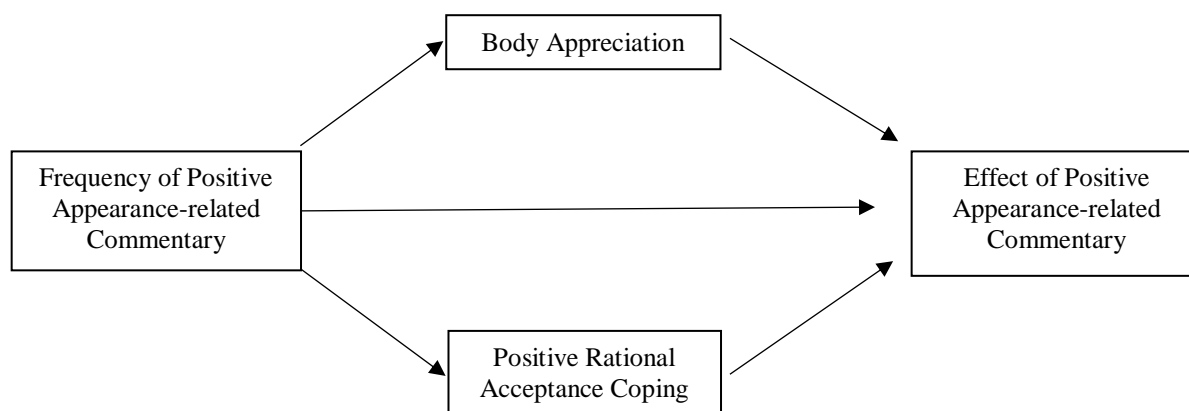 Body Appreciation
Frequency of Positive
Appearance-related
Commentary
Effect of Positive
Appearance-related
Commentary
Positive Rational
Acceptance Coping